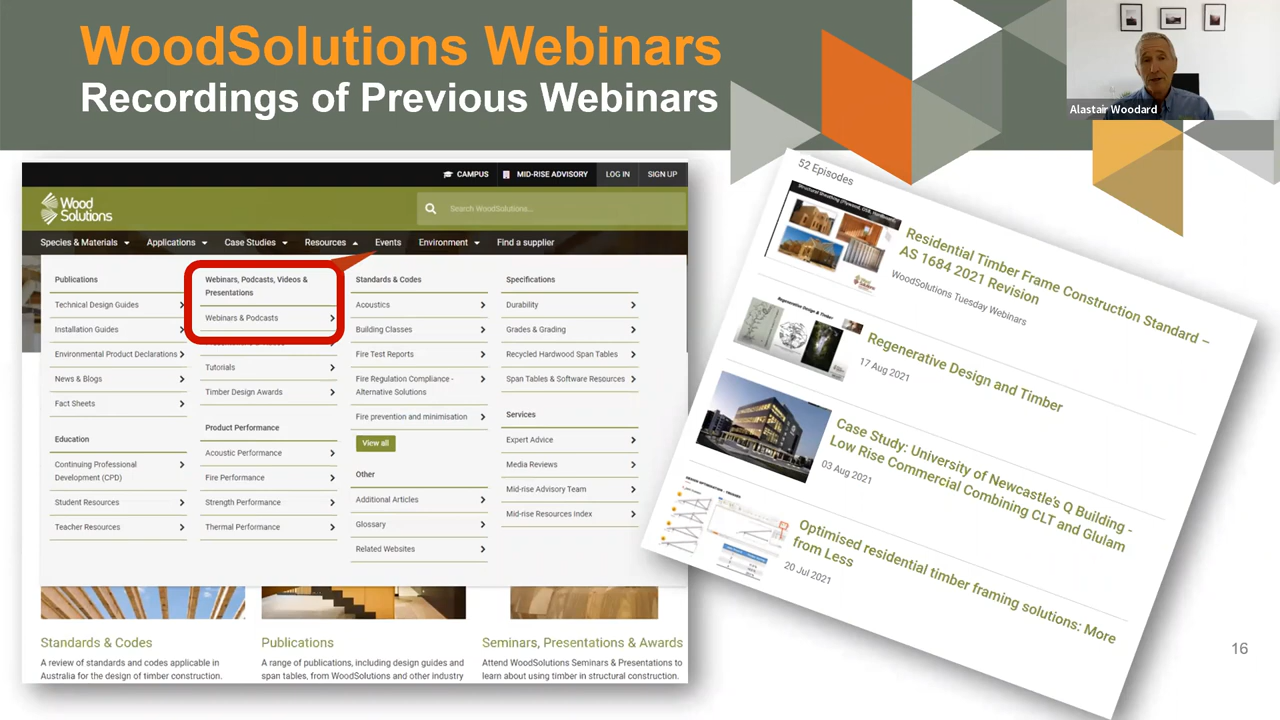 WoodSolutions Webinars
Recordings of Previous Webinars
Alastair Woodard
CAMPUS
MID-RISE ADVISORY
LOG IN
SIGN UP
Wood
Solutions
Search WoodSolutions...
Species & Materials
Applications
Case Studies
Resources
Events
Environment
Find a supplier
Publications
Technical Design Guides
Installation Guides
Environmental Product Declarations
News & Blogs
Fact Sheets
Education
Continuing Professional
Development (CPD)
Student Resources
Teacher Resources
Webinars, Podcasts, Videos &
Presentations
Webinars & Podcasts
Tutorials
Timber Design Awards
Product Performance
Acoustic Performance
Fire Performance
Strength Performance
Thermal Performance
Standards & Codes
Acoustics
Building Classes
Fire Test Reports
Fire Regulation Compliance -
Alternative Solutions
Fire prevention and minimisation
View all
Other
Additional Articles
Glossary
Related Websites
Specifications
Durability
Grades & Grading
Recycled Hardwood Span Tables
Span Tables & Software Resources
Services
Expert Advice
Media Reviews
Mid-rise Advisory Team
Mid-rise Resources Index
Standards & Codes
A review of standards and codes applicable in
Australia for the design of timber construction.
Publications
A range of publications, including design guides and
span tables, from WoodSolutions and other industry
Seminars, Presentations & Awards
Attend WoodSolutions Seminars & Presentations to
learn about using timber in structural construction.
52 Episodes
Residential Timber Frame Construction Standard –
AS 1684 2021 Revision
WoodSolutions Tuesday Webinars
Regenerative Design & Timber
Regenerative Design and Timber
17 Aug 2021
Case Study: University of Newcastle's Q Building -
Low Rise Commercial Combining CLT and Glulam
03 Aug 2021
Optimised residential timber framing solutions: More
from Less
20 Jul 2021
16